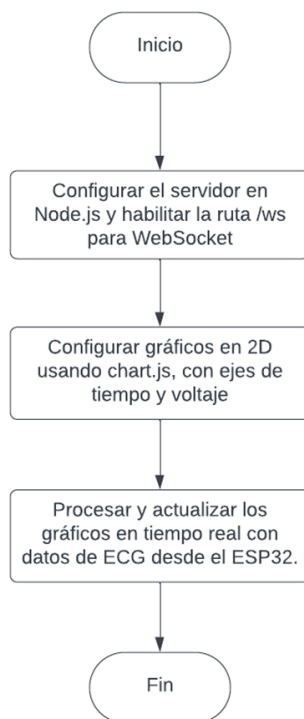 Inicio
Configurar el servidor en
Node.js y habilitar la ruta /ws
para WebSocket
Configurar gráficos en 2D
usando chart.js, con ejes de
tiempo y voltaje
Procesar y actualizar los
gráficos en tiempo real con
datos de ECG desde el ESP32.
Fin